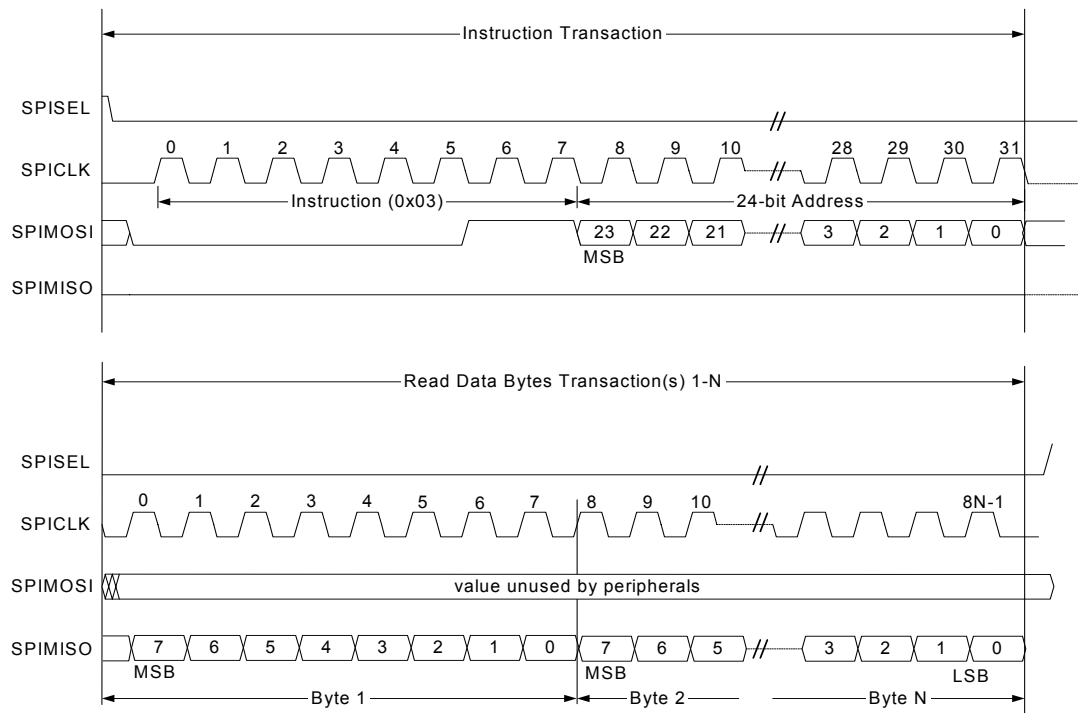 Instruction Transaction
SPISEL
0 1 2 3 4 5 6 7 8 9 10 28 29 30 31
SPICLK
Instruction (0x03) 24-bit Address
SPIMOSI 23 22 21 3 2 1 0
MSB
SPIMISO
Read Data Bytes Transaction(s) 1-N
SPISEL
0 1 2 3 4 5 6 7 8 9 10 8N-1
SPICLK
SPIMOSI value unused by peripherals
SPIMISO 7 6 5 4 3 2 1 0 7 6 5 3 2 1 0
MSB MSB LSB
Byte 1 Byte 2 Byte N